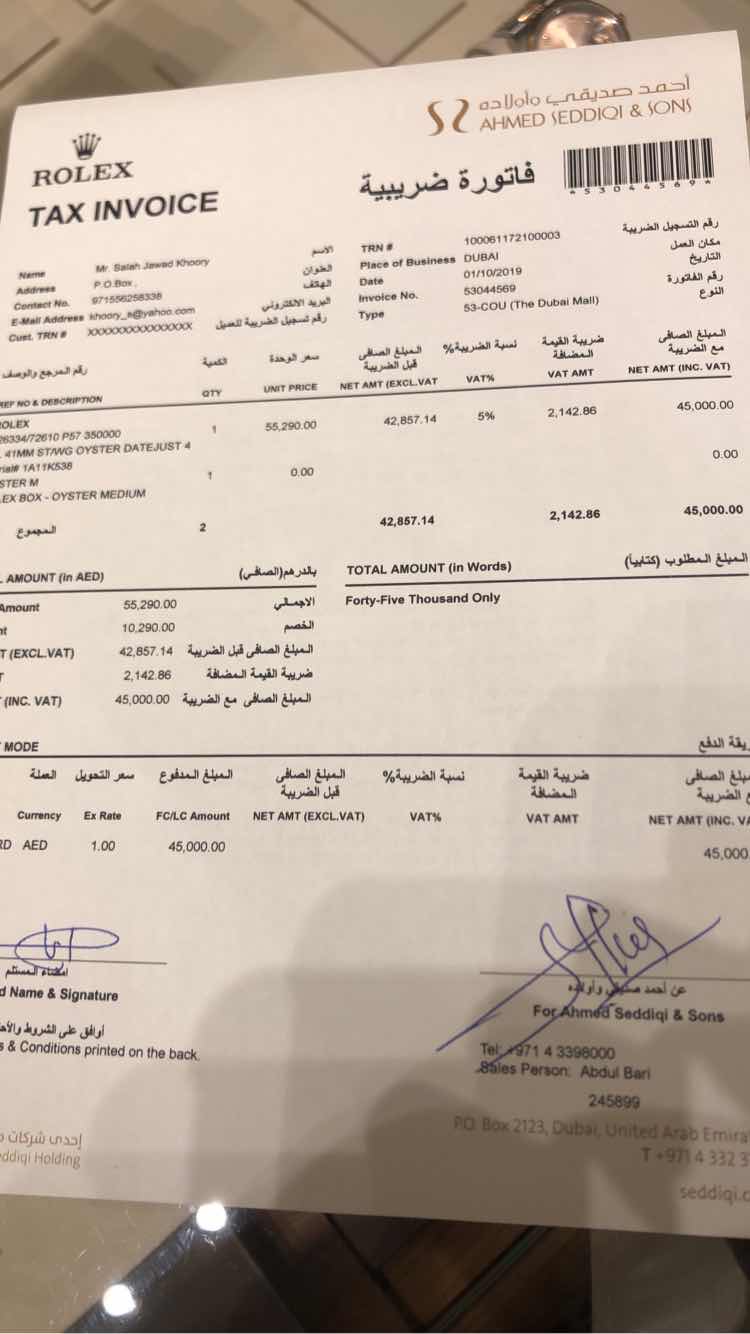 أحمد صديقي وأولاده
AHMED SEDDIQI & SONS
ROLEX
TAX INVOICE
فاتورة ضريبية
*53044569*
Name Mr. Salah Jawad Khoory الاسم
Address P.O.Box , العنوان
Contact No. 971556258338 الهاتف
E-Mail Address khoory_s@yahoo.com البريد الالكتروني
Cust. TRN # XXXXXXXXXXXXXXX رقم تسجيل الضريبة للعميل
TRN # 100061172100003 رقم التسجيل الضريبة
Place of Business DUBAI مكان العمل
Date 01/10/2019 التاريخ
Invoice No. 53044569 رقم الفاتورة
Type 53-COU (The Dubai Mall) النوع
رقم المرجع والوصف الكمية سعر الوحدة المبلغ الصافي قبل الضريبة نسبة الضريبة% ضريبة القيمة المضافة المبلغ الصافي مع الضريبة
REF NO & DESCRIPTION QTY UNIT PRICE NET AMT (EXCL.VAT VAT% VAT AMT NET AMT (INC. VAT)
OLEX
26334/72610 P57 350000 1 55,290.00 42,857.14 5% 2,142.86 45,000.00
41MM ST/WG OYSTER DATEJUST 4
rial# 1A11K538
STER M 1 0.00 0.00
EX BOX - OYSTER MEDIUM
المجموع 2 42,857.14 2,142.86 45,000.00
AMOUNT (in AED) بالدرهم(الصافي)
TOTAL AMOUNT (in Words) المبلغ المطلوب (كتابياً)
Amount 55,290.00 الاجمالي
Forty-Five Thousand Only
nt 10,290.00 الخصم
T (EXCL.VAT) 42,857.14 المبلغ الصافي قبل الضريبة
T 2,142.86 ضريبة القيمة المضافة
(INC. VAT) 45,000.00 المبلغ الصافي مع الضريبة
MODE يقة الدفع
العملة سعر التحويل المبلغ المدفوع المبلغ الصافي قبل الضريبة نسبة الضريبة% ضريبة القيمة المضافة مبلغ الصافي ع الضريبة
Currency Ex Rate FC/LC Amount NET AMT (EXCL.VAT) VAT% VAT AMT NET AMT (INC. VA
RD AED 1.00 45,000.00 45,000
امضاء المستلم
d Name & Signature
أوافق على الشروط والأح
s & Conditions printed on the back.
عن أحمد صديقي وأولاده
For Ahmed Seddiqi & Sons
Tel: +971 4 3398000
Sales Person: Abdul Bari
245899
إحدى شركات
eddiqi Holding
P.O. Box 2123, Dubai, United Arab Emira
T +971 4 332 3
seddiqi.c